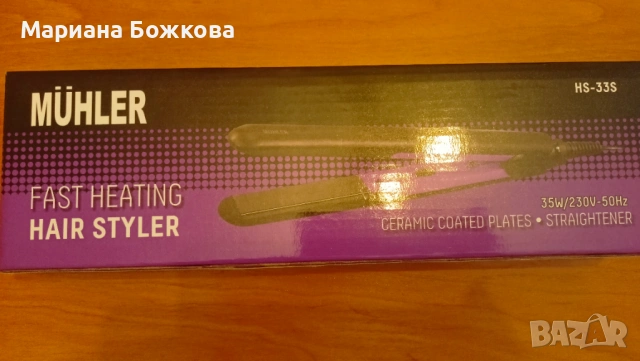 Мариана Божкова
HS-33S
MÜHLER
FAST HEATING
HAIR STYLER
35W/230V-50Hz
CERAMIC COATED PLATES • STRAIGHTENER
BAZAR